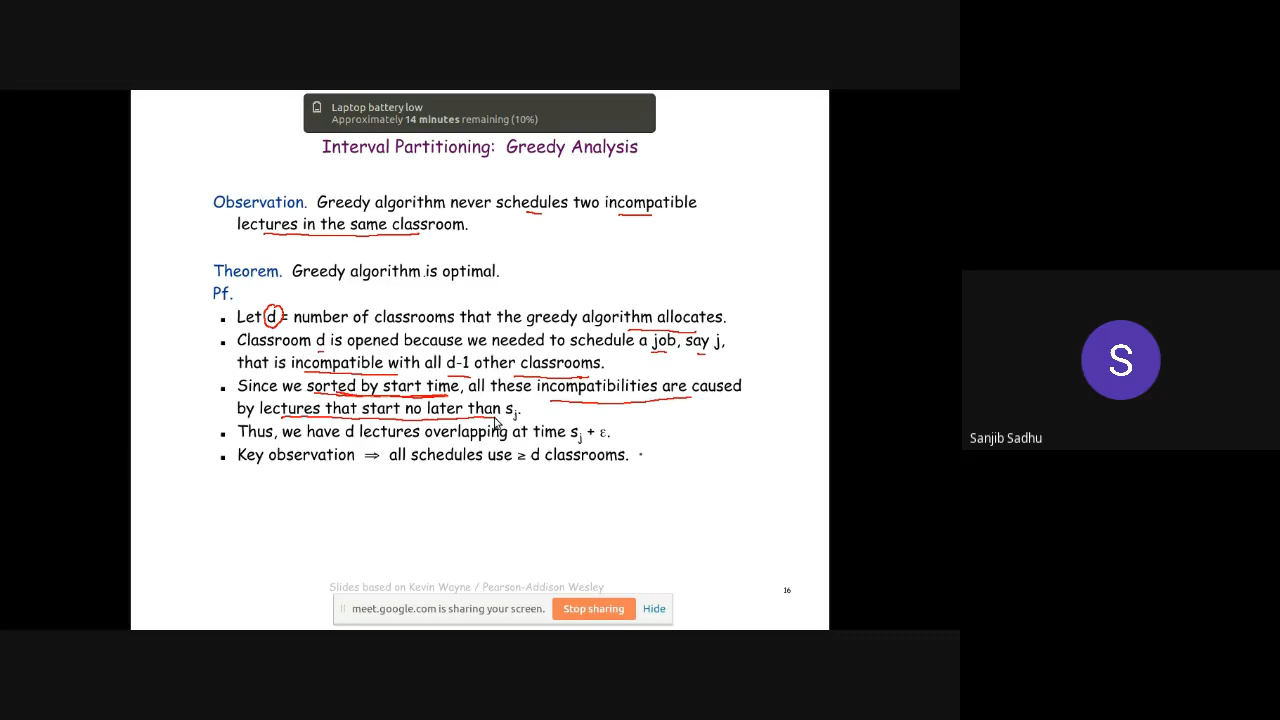 Laptop battery low
Approximately 14 minutes remaining (10%)
Interval Partitioning: Greedy Analysis
Observation. Greedy algorithm never schedules two incompatible
lectures in the same classroom.
Theorem. Greedy algorithm is optimal.
Pf.
▪ Let d = number of classrooms that the greedy algorithm allocates.
▪ Classroom d is opened because we needed to schedule a job, say j,
that is incompatible with all d-1 other classrooms.
▪ Since we sorted by start time, all these incompatibilities are caused
by lectures that start no later than sj.
▪ Thus, we have d lectures overlapping at time sj + ε.
▪ Key observation ⇒ all schedules use ≥ d classrooms. ▪
Slides based on Kevin Wayne / Pearson-Addison Wesley
16
meet.google.com is sharing your screen. Stop sharing Hide
S
Sanjib Sadhu